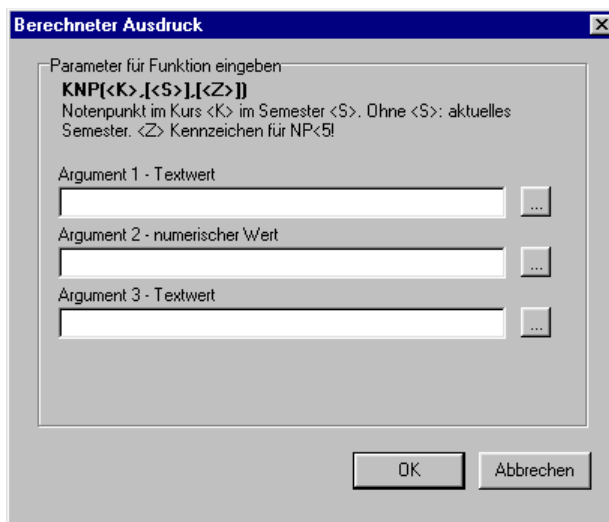 Berechneter Ausdruck
Parameter für Funktion eingeben
KNP(<K>,[<S>],[<Z>])
Notenpunkt im Kurs <K> im Semester <S>. Ohne <S>: aktuelles
Semester. <Z> Kennzeichen für NP<5!
Argument 1 - Textwert
...
Argument 2 - numerischer Wert
...
Argument 3 - Textwert
...
OK Abbrechen